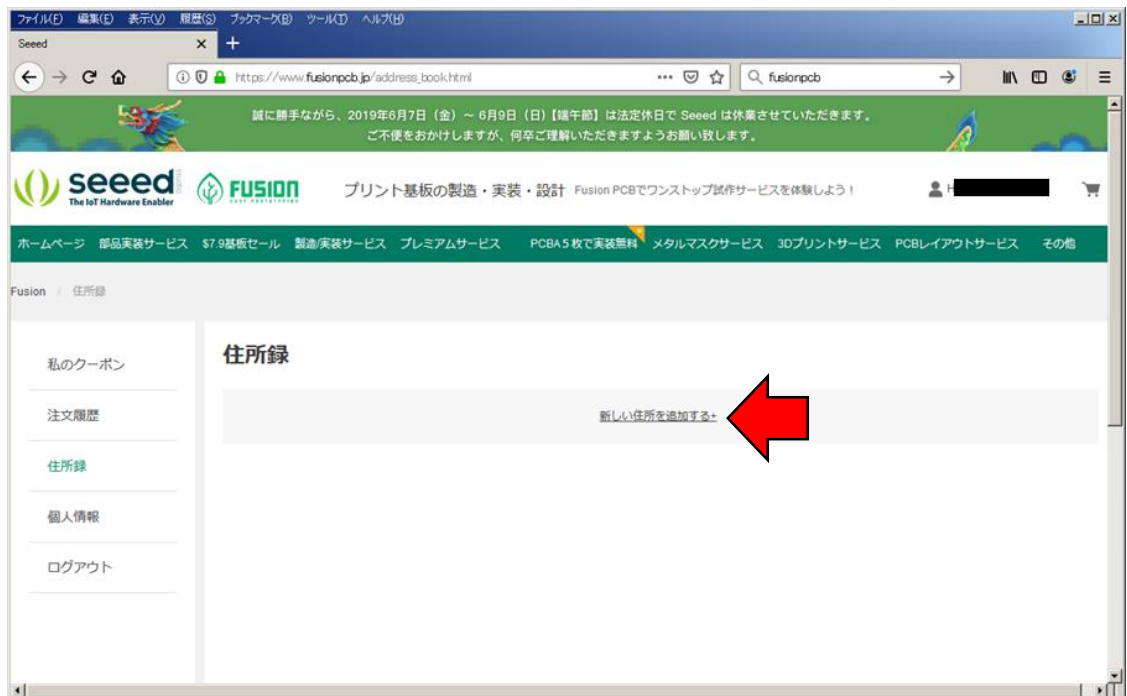 ファイル(F) 編集(E) 表示(V) 履歴(S) ブックマーク(B) ツール(T) ヘルプ(H)
Seeed
https://www.fusionpcb.jp/address_book.html
fusionpcb
誠に勝手ながら、2019年6月7日（金）～ 6月9日（日）【端午節】は法定休日で Seeed は休業させていただきます。
ご不便をおかけしますが、何卒ご理解いただきますようお願い致します。
seeed
The IoT Hardware Enabler
FUSION
プリント基板の製造・実装・設計 Fusion PCBでワンストップ試作サービスを体験しよう！
H
ホームページ 部品実装サービス $7.9基板セール 製造/実装サービス プレミアムサービス PCBA５枚で実装無料 メタルマスクサービス 3Dプリントサービス PCBレイアウトサービス その他
Fusion / 住所録
私のクーポン
注文履歴
住所録
個人情報
ログアウト
住所録
新しい住所を追加する+